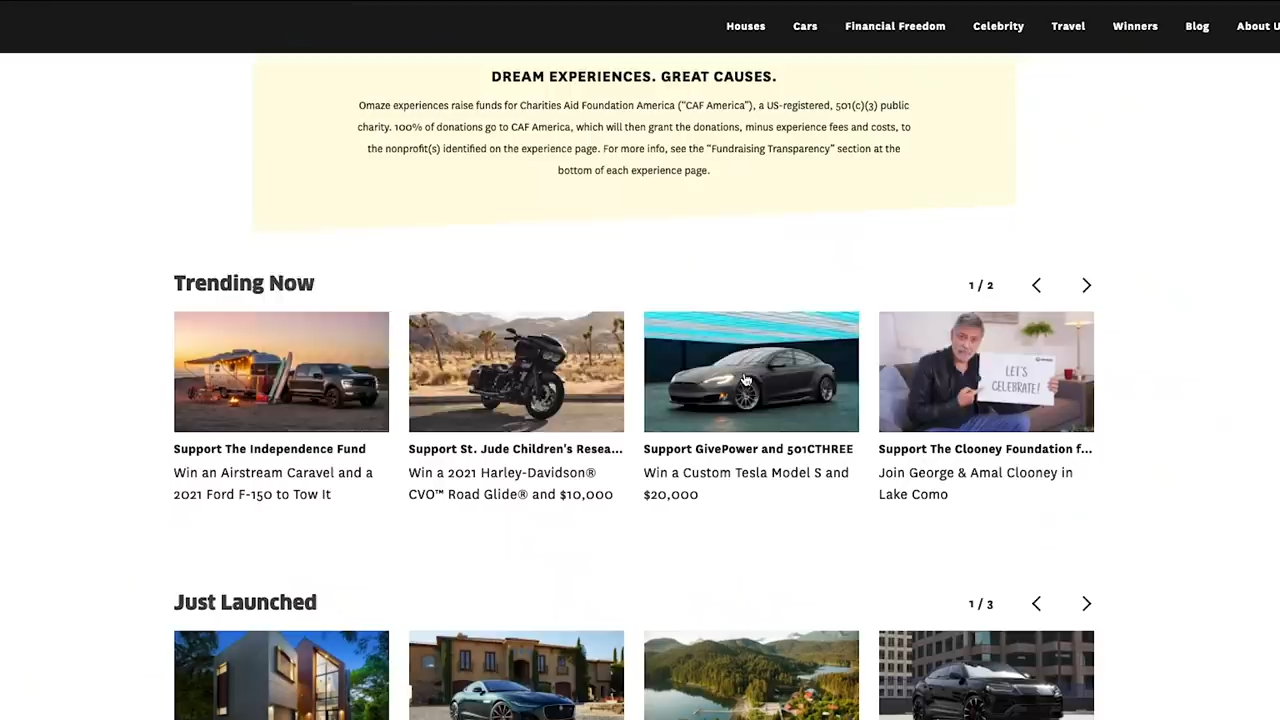 Houses Cars Financial Freedom Celebrity Travel Winners Blog About U
DREAM EXPERIENCES. GREAT CAUSES.
Omaze experiences raise funds for Charities Aid Foundation America ("CAF America"), a US-registered, 501(c)(3) public
charity. 100% of donations go to CAF America, which will then grant the donations, minus experience fees and costs, to
the nonprofit(s) identified on the experience page. For more info, see the "Fundraising Transparency" section at the
bottom of each experience page.
Trending Now
1 / 2
LET'S
CELEBRATE!
Support The Independence Fund
Win an Airstream Caravel and a
2021 Ford F-150 to Tow It
Support St. Jude Children's Resea...
Win a 2021 Harley-Davidson®
CVO™ Road Glide® and $10,000
Support GivePower and 501CTHREE
Win a Custom Tesla Model S and
$20,000
Support The Clooney Foundation f...
Join George & Amal Clooney in
Lake Como
Just Launched
1 / 3